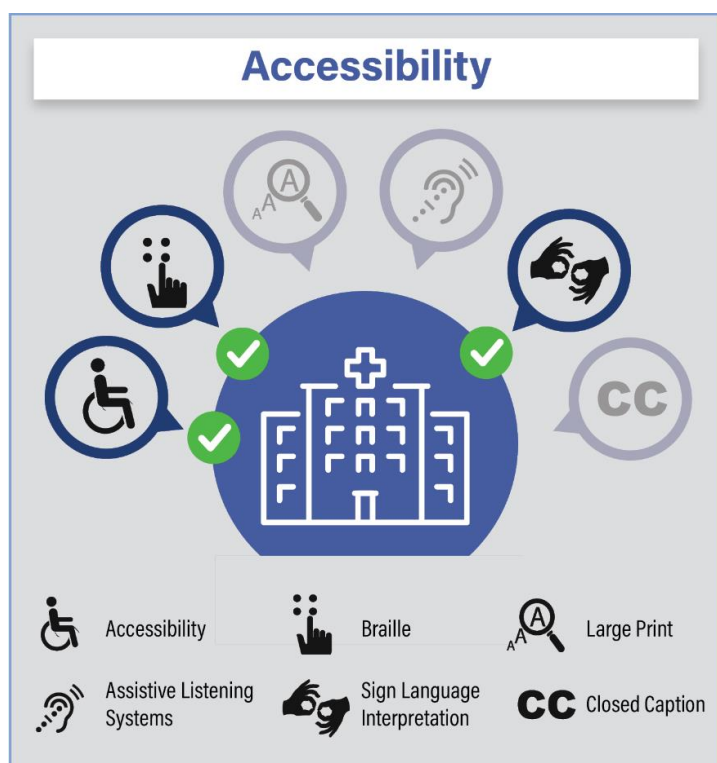 Accessibility
A A A
CC
Accessibility
Braille
A A A
Large Print
Assistive Listening
Systems
Sign Language
Interpretation
CC
Closed Caption